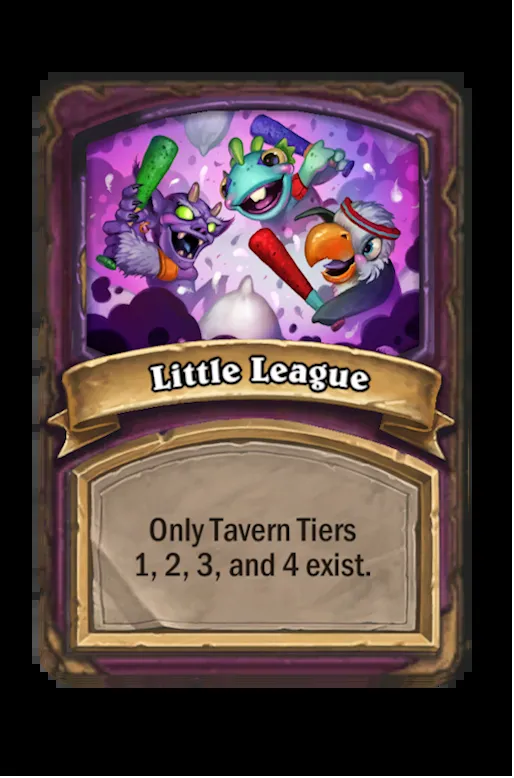 Little League
Only Tavern Tiers
1, 2, 3, and 4 exist.